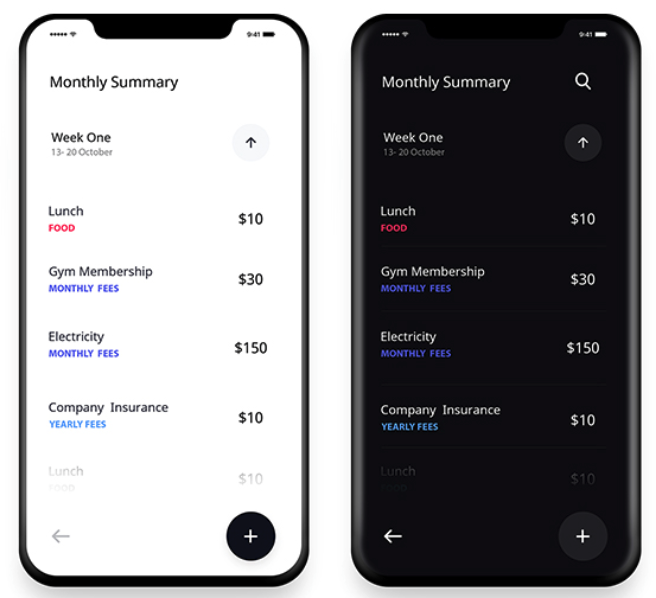 9:41
Monthly Summary
Week One
13- 20 October
Lunch
FOOD
$10
Gym Membership
MONTHLY FEES
$30
Electricity
MONTHLY FEES
$150
Company Insurance
YEARLY FEES
$10
Lunch
FOOD
$10
9:41
Monthly Summary
Week One
13- 20 October
Lunch
FOOD
$10
Gym Membership
MONTHLY FEES
$30
Electricity
MONTHLY FEES
$150
Company Insurance
YEARLY FEES
$10
Lunch
FOOD
$10